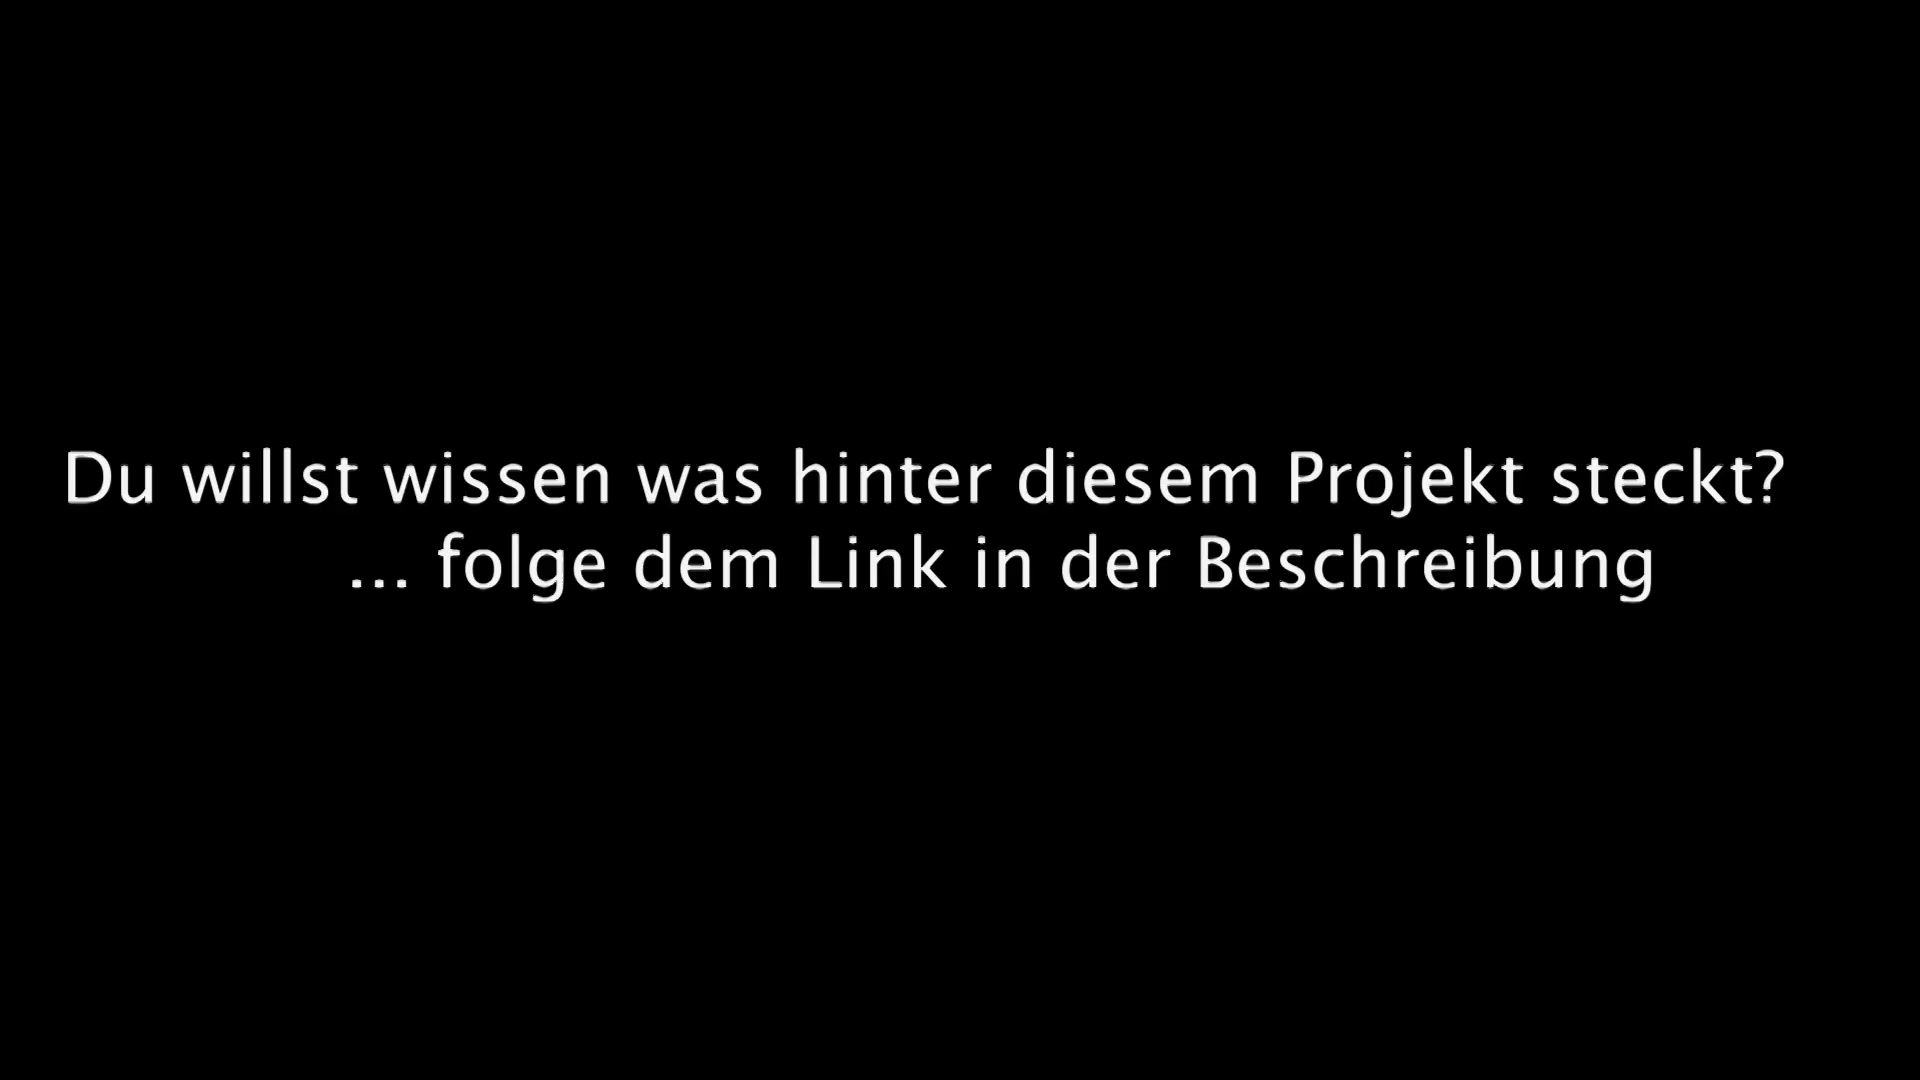 Du willst wissen was hinter diesem Projekt steckt?
... folge dem Link in der Beschreibung